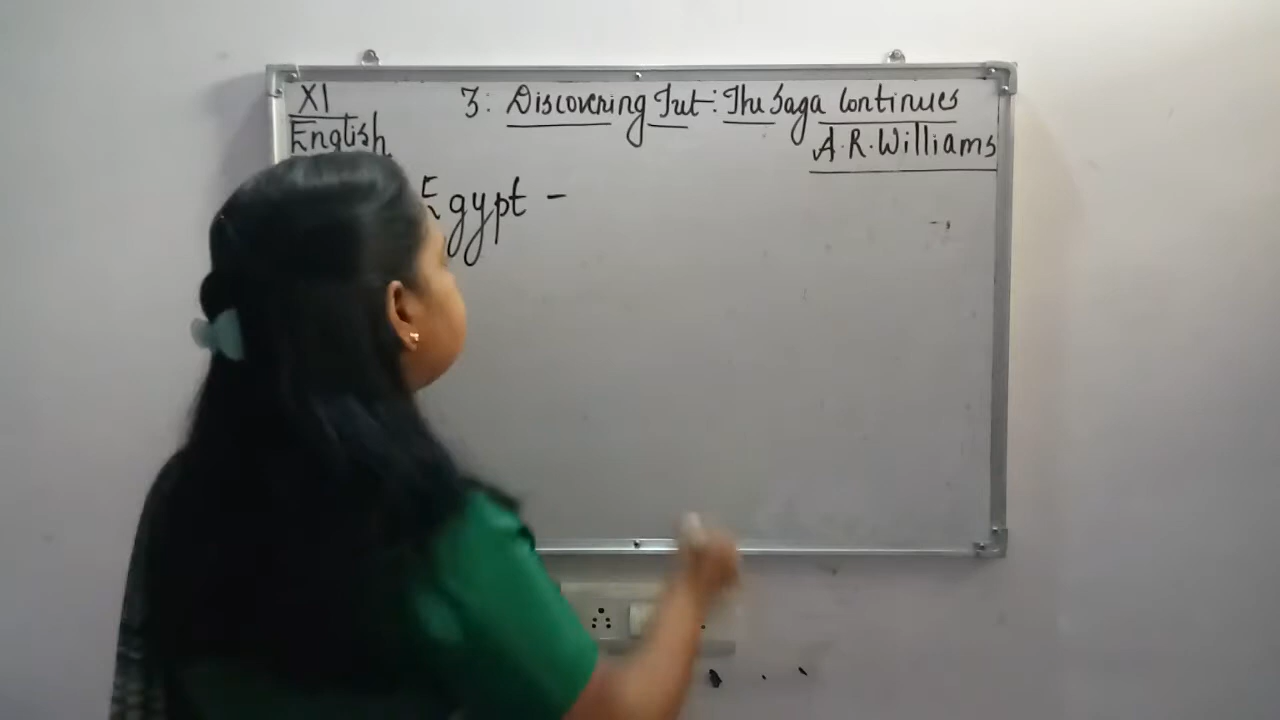 XI
English
3: Discovering Tut: The Saga Continues
A.R.Williams
Egypt -